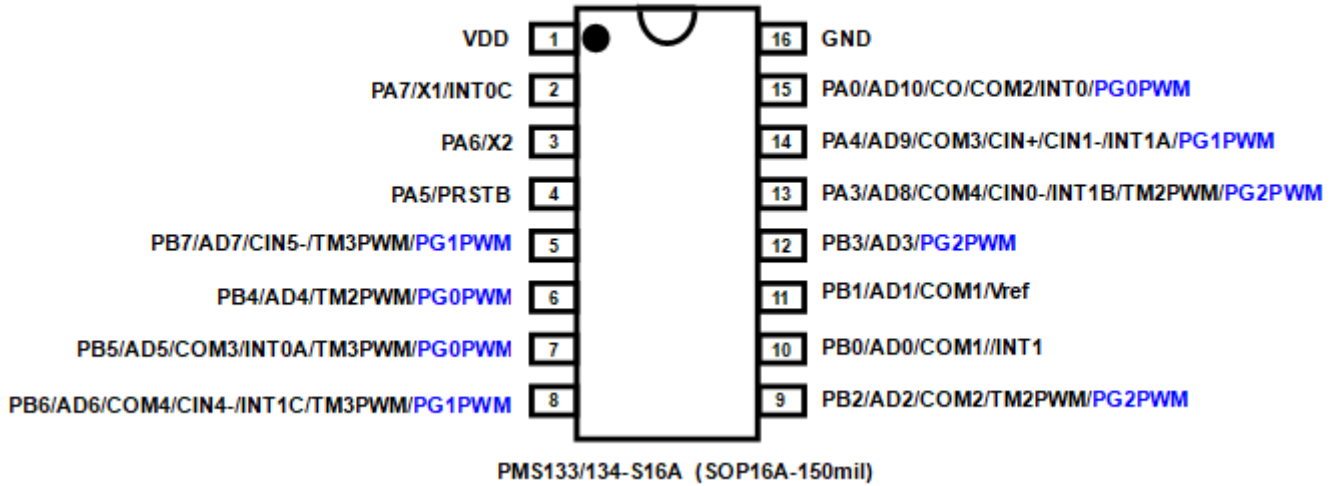 VDD 1 16 GND
PA7/X1/INT0C 2 15 PA0/AD10/CO/COM2/INT0/PG0PWM
PA6/X2 3 14 PA4/AD9/COM3/CIN+/CIN1-/INT1A/PG1PWM
PA5/PRSTB 4 13 PA3/AD8/COM4/CIN0-/INT1B/TM2PWM/PG2PWM
PB7/AD7/CIN5-/TM3PWM/PG1PWM 5 12 PB3/AD3/PG2PWM
PB4/AD4/TM2PWM/PG0PWM 6 11 PB1/AD1/COM1/Vref
PB5/AD5/COM3/INT0A/TM3PWM/PG0PWM 7 10 PB0/AD0/COM1//INT1
PB6/AD6/COM4/CIN4-/INT1C/TM3PWM/PG1PWM 8 9 PB2/AD2/COM2/TM2PWM/PG2PWM
PMS133/134-S16A (SOP16A-150mil)